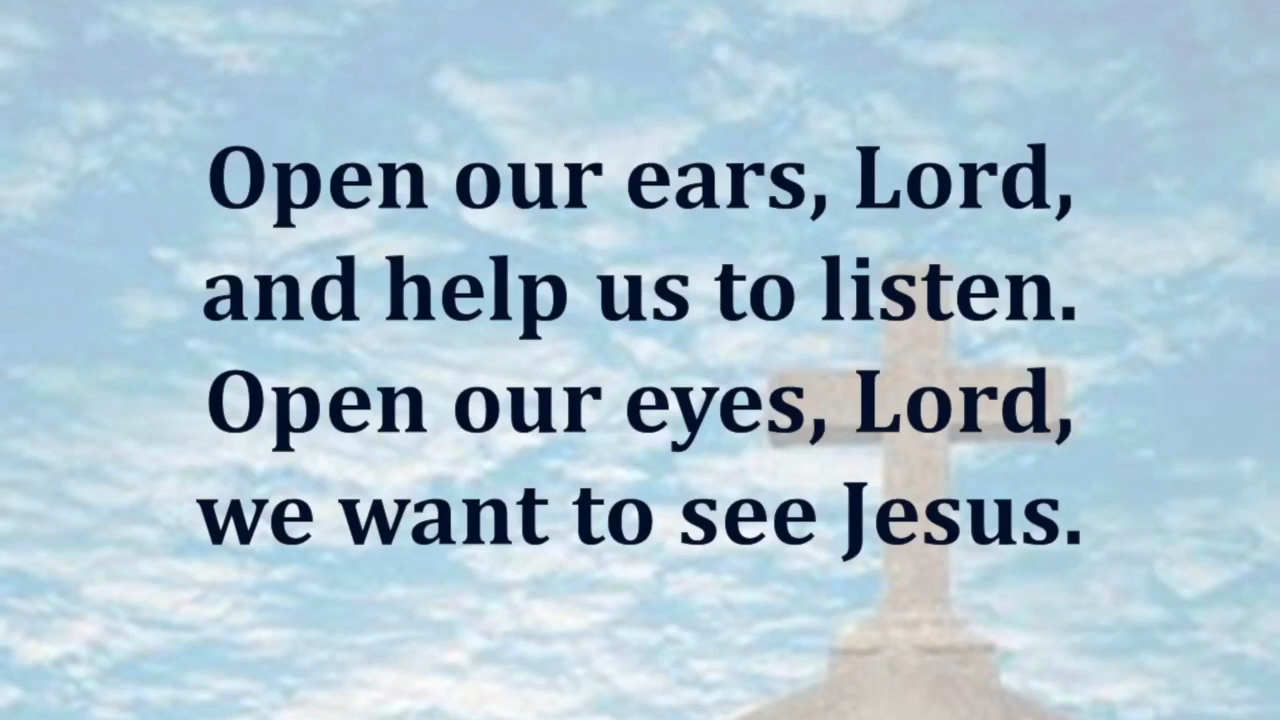 Open our ears, Lord,
and help us to listen.
Open our eyes, Lord,
we want to see Jesus.